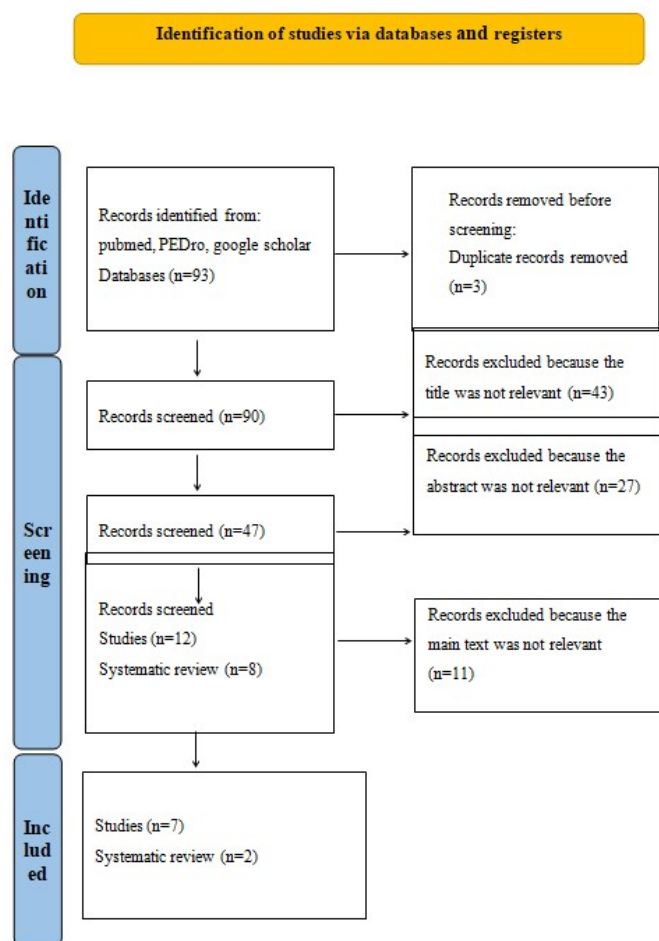 Identification of studies via databases and registers
Ide
nti
fic
ati
on
Records identified from:
pubmed, PEDro, google scholar
Databases (n=93)
Records removed before
screening:
Duplicate records removed
(n=3)
Scr
een
ing
Records screened (n=90)
Records excluded because the
title was not relevant (n=43)
Records screened (n=47)
Records excluded because the
abstract was not relevant (n=27)
Records screened
Studies (n=12)
Systematic review (n=8)
Records excluded because the
main text was not relevant
(n=11)
Inc
lud
ed
Studies (n=7)
Systematic review (n=2)